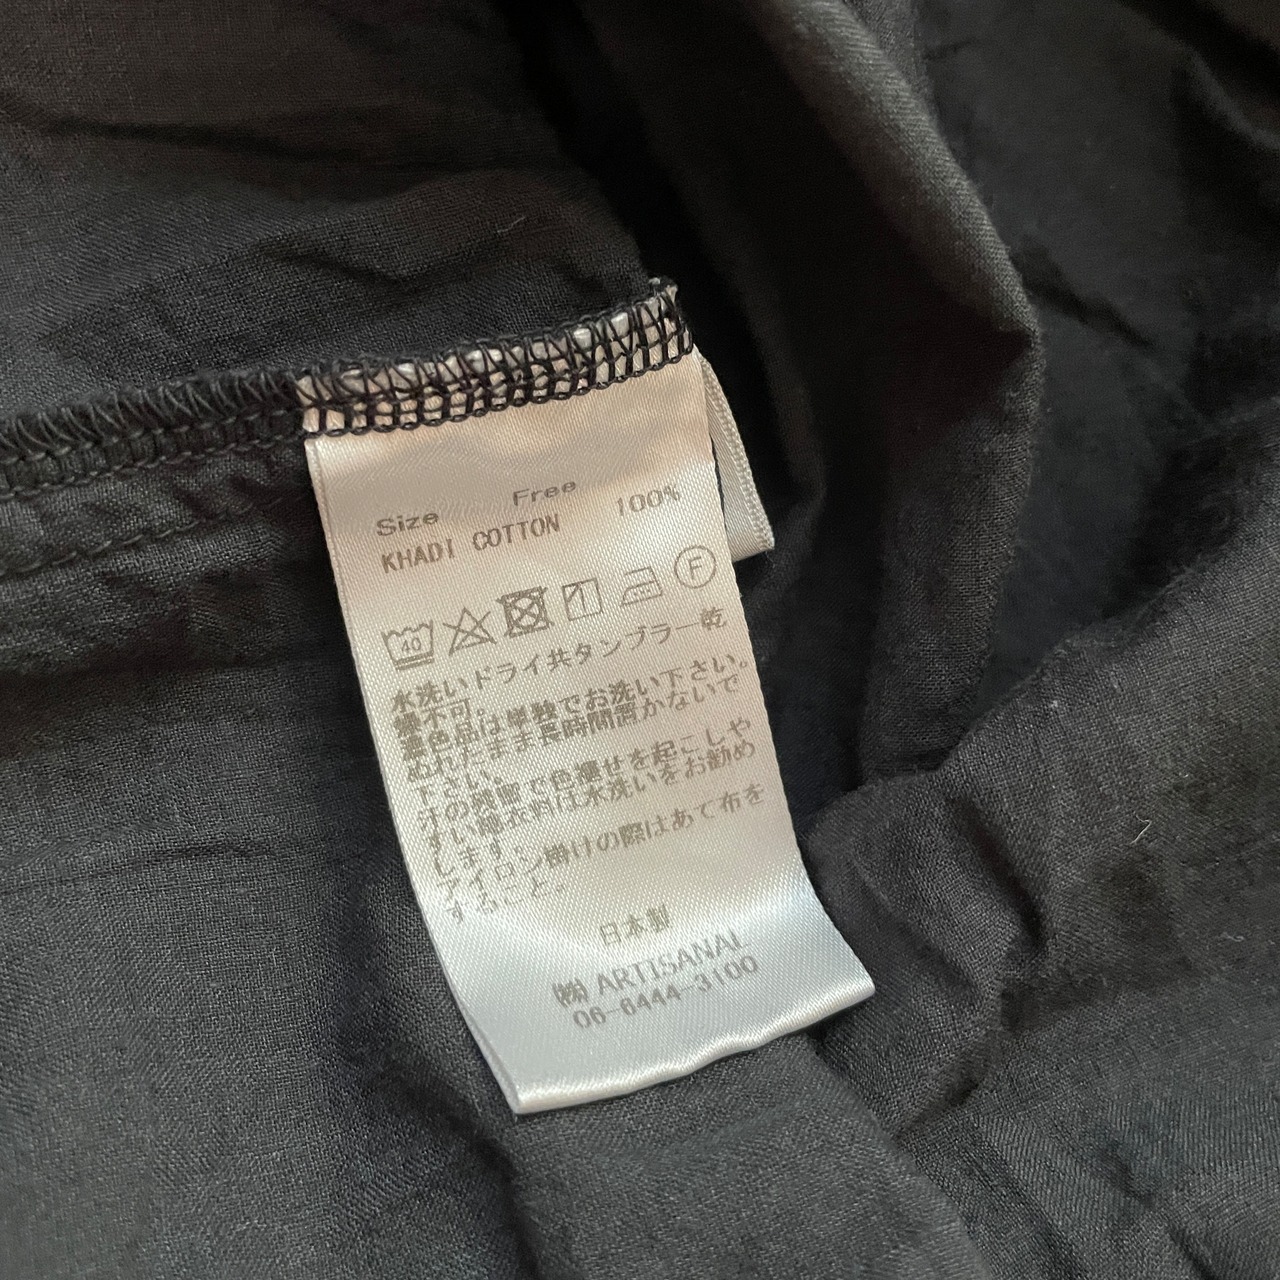 Size Free
KHADI COTTON 100%
40 F
水洗いドライ共タンブラー乾
燥不可。
濃色品は単独でお洗い下さい。
ぬれたまま長時間置かないで
下さい。
汗の雑菌で色褪せを起こしや
すい綿衣料は水洗いをお勧め
します。
アイロン掛けの際はあて布を
すること。
日本製
㈱ ARTISANAL
06-6444-3100